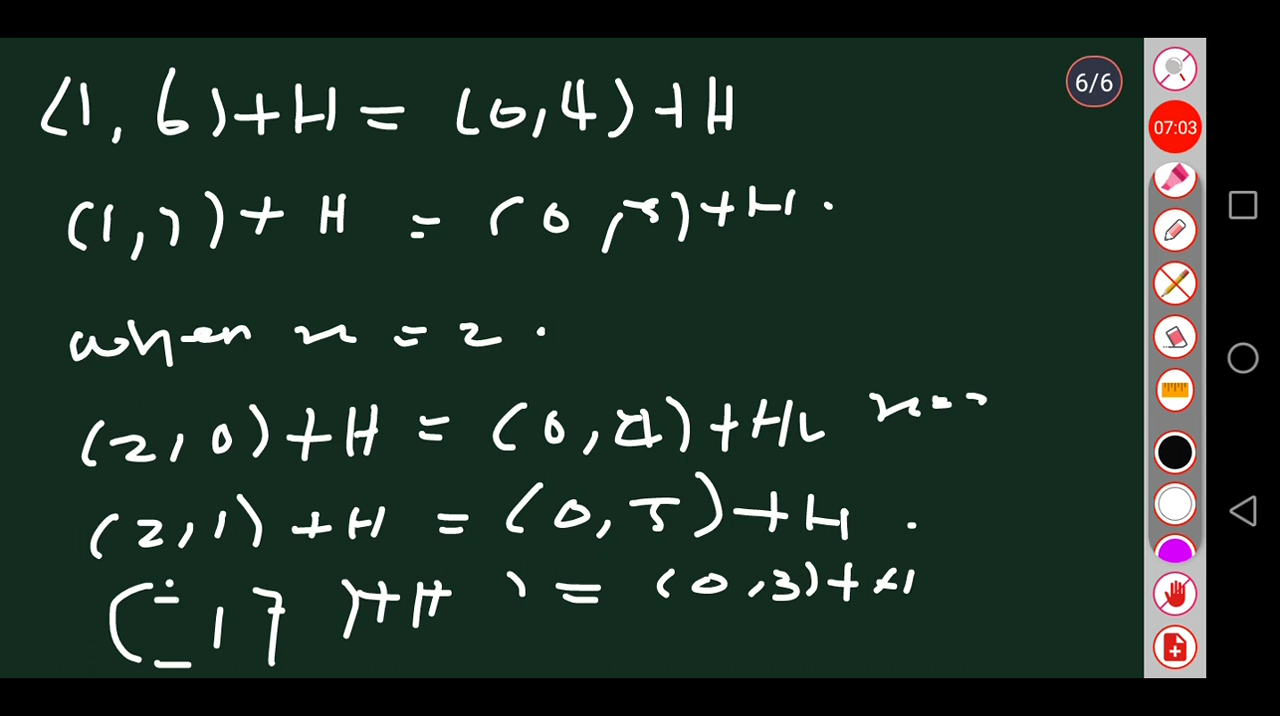 6/6
07:03
(1, 6) + H = (0, 4) + H
(1, 7) + H = (0, 5) + H.
when x = 2.
(2, 0) + H = (0, 4) + H x =
(2, 1) + H = (0, 5) + H.
( , 7 ) + H ) = (0, 3) + H